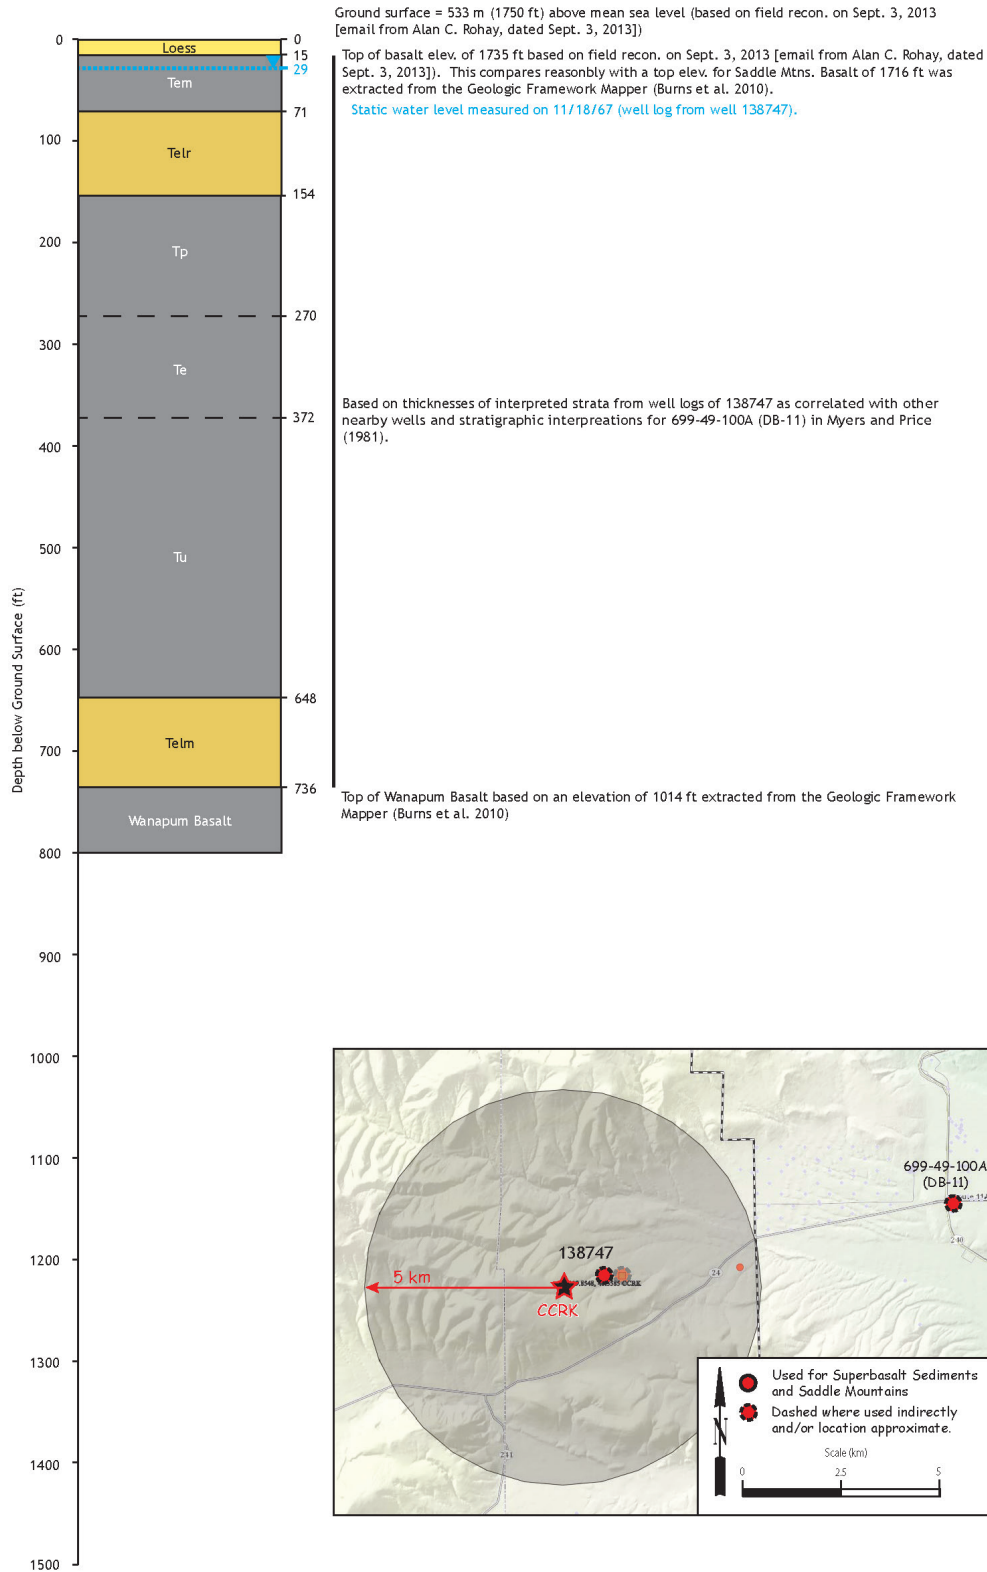 Ground surface = 533 m (1750 ft) above mean sea level (based on field recon. on Sept. 3, 2013
[email from Alan C. Rohay, dated Sept. 3, 2013])
Top of basalt elev. of 1735 ft based on field recon. on Sept. 3, 2013 [email from Alan C. Rohay, dated
Sept. 3, 2013]). This compares reasonbly with a top elev. for Saddle Mtns. Basalt of 1716 ft was
extracted from the Geologic Framework Mapper (Burns et al. 2010).
Static water level measured on 11/18/67 (well log from well 138747).
Based on thicknesses of interpreted strata from well logs of 138747 as correlated with other
nearby wells and stratigraphic interpreations for 699-49-100A (DB-11) in Myers and Price
(1981).
Top of Wanapum Basalt based on an elevation of 1014 ft extracted from the Geologic Framework
Mapper (Burns et al. 2010)
Depth below Ground Surface (ft)
0
100
200
300
400
500
600
700
800
900
1000
1100
1200
1300
1400
1500
Loess
Tem
Telr
Tp
Te
Tu
Telm
Wanapum Basalt
0
15
29
71
154
270
372
648
736
699-49-100A
(DB-11)
240
138747
24
5 km
CCRK
241
Used for Superbasalt Sediments
and Saddle Mountains
Dashed where used indirectly
and/or location approximate.
N
Scale (km)
0 2.5 5